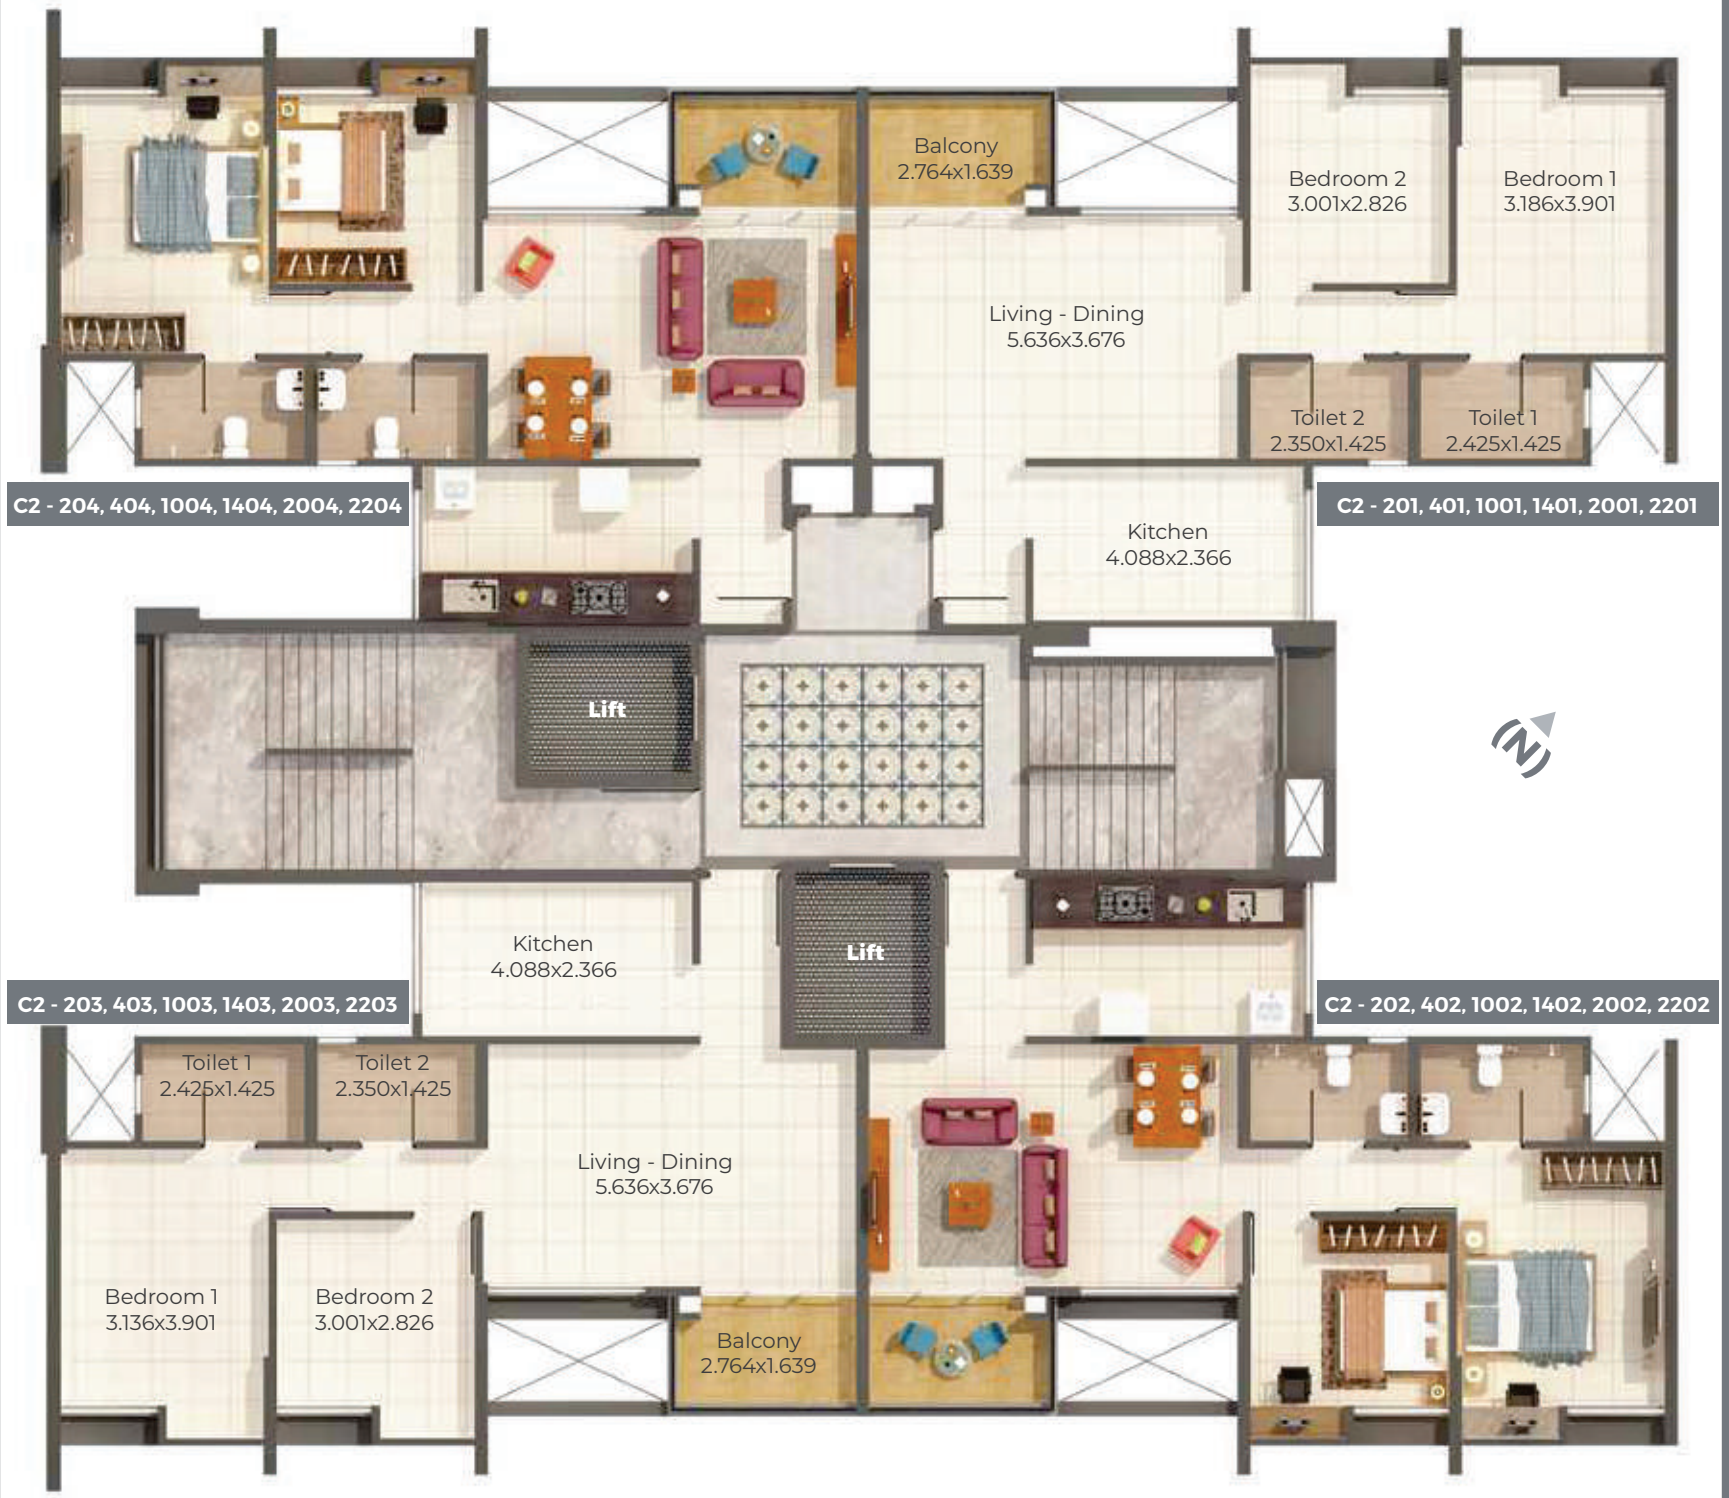 Balcony
2.764x1.639
Bedroom 2
3.001x2.826
Bedroom 1
3.186x3.901
Living - Dining
5.636x3.676
Toilet 2
2.350x1.425
Toilet 1
2.425x1.425
C2 - 204, 404, 1004, 1404, 2004, 2204
C2 - 201, 401, 1001, 1401, 2001, 2201
Kitchen
4.088x2.366
Lift
N
Lift
Kitchen
4.088x2.366
C2 - 203, 403, 1003, 1403, 2003, 2203
C2 - 202, 402, 1002, 1402, 2002, 2202
Toilet 1
2.425x1.425
Toilet 2
2.350x1.425
Living - Dining
5.636x3.676
Bedroom 1
3.136x3.901
Bedroom 2
3.001x2.826
Balcony
2.764x1.639